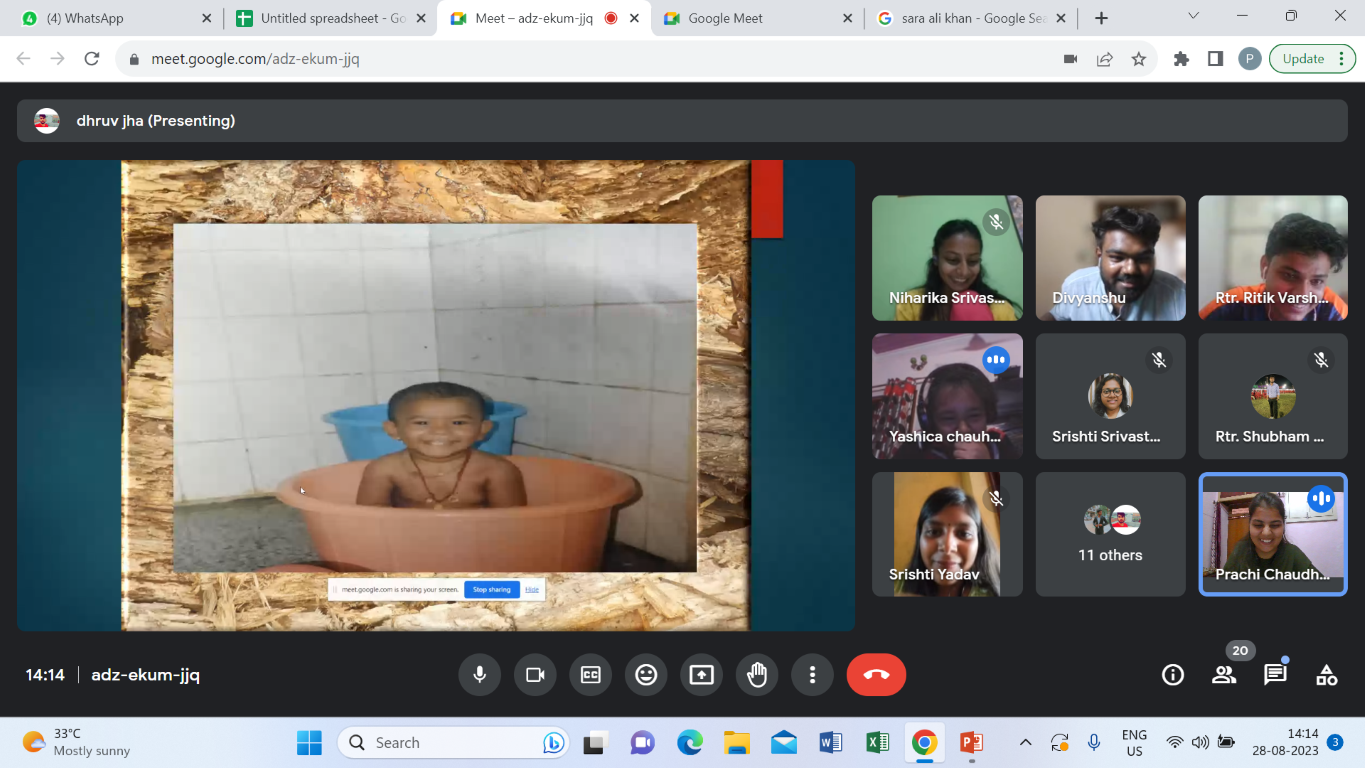 (4) WhatsApp
Untitled spreadsheet - Go
Meet – adz-ekum-jjq
Google Meet
sara ali khan - Google Sea
meet.google.com/adz-ekum-jjq
P
Update
dhruv jha (Presenting)
Niharika Srivas...
Divyanshu
Rtr. Ritik Varsh...
Yashica chauh...
Srishti Srivast...
Rtr. Shubham ...
Srishti Yadav
11 others
Prachi Chaudh...
meet.google.com is sharing your screen.
Stop sharing
Hide
14:14
adz-ekum-jjq
CC
20
33°C
Mostly sunny
Search
ENG
US
14:14
28-08-2023
3